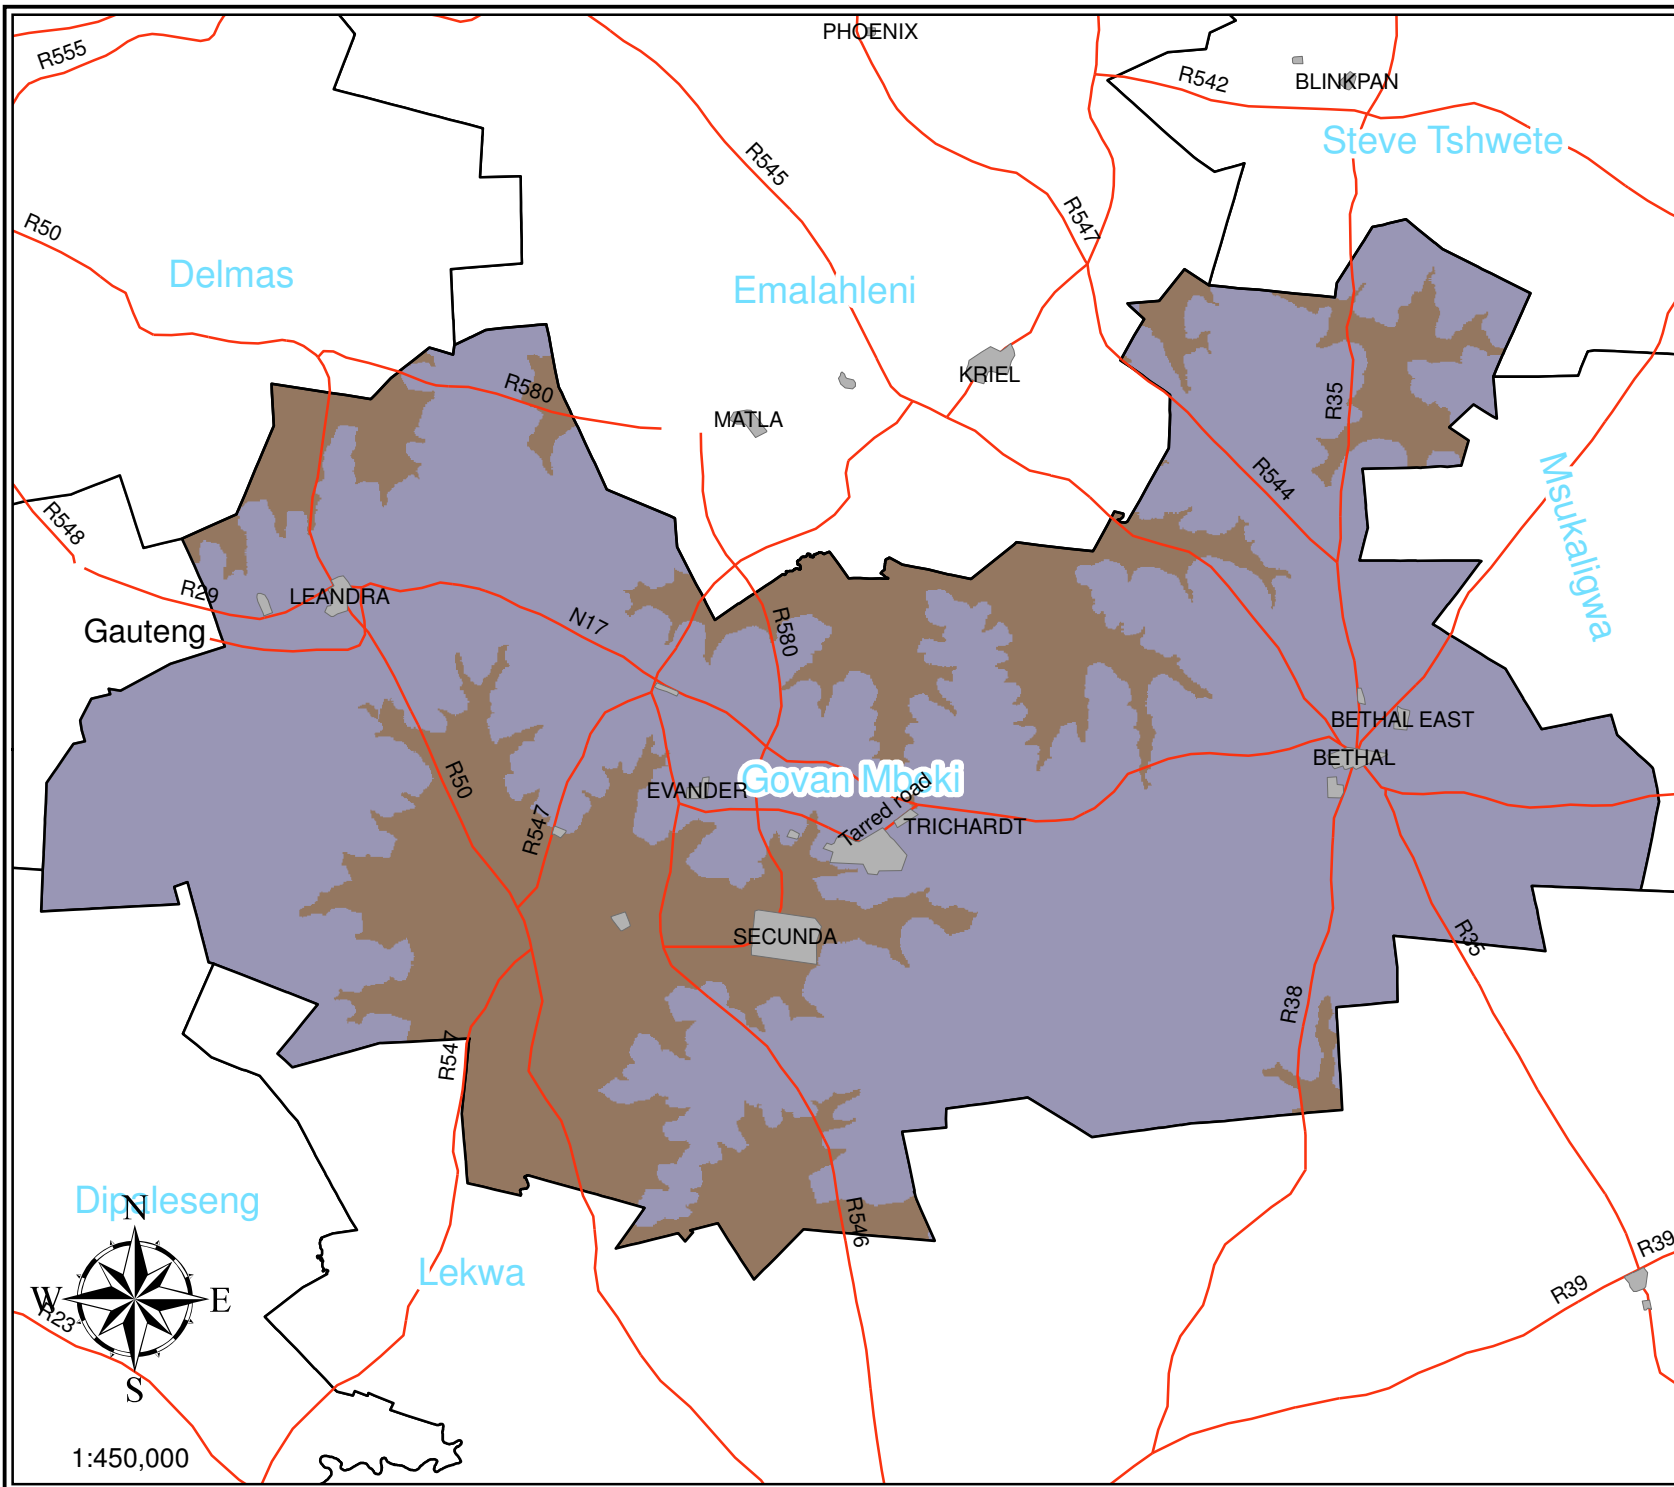 PHOENIX
R555
R542
BLINKPAN
Steve Tshwete
R545
R547
R50
Delmas
Emalahleni
KRIEL
R580
R35
MATLA
R544
Msukaligwa
R548
R29
LEANDRA
Gauteng
N17
R580
BETHAL EAST
BETHAL
R50
EVANDER
Govan Mbeki
Tarred road
TRICHARDT
R547
SECUNDA
R35
R38
R547
Dipaleseng
N
R546
R39
Lekwa
W
E
R39
R23
S
1:450,000